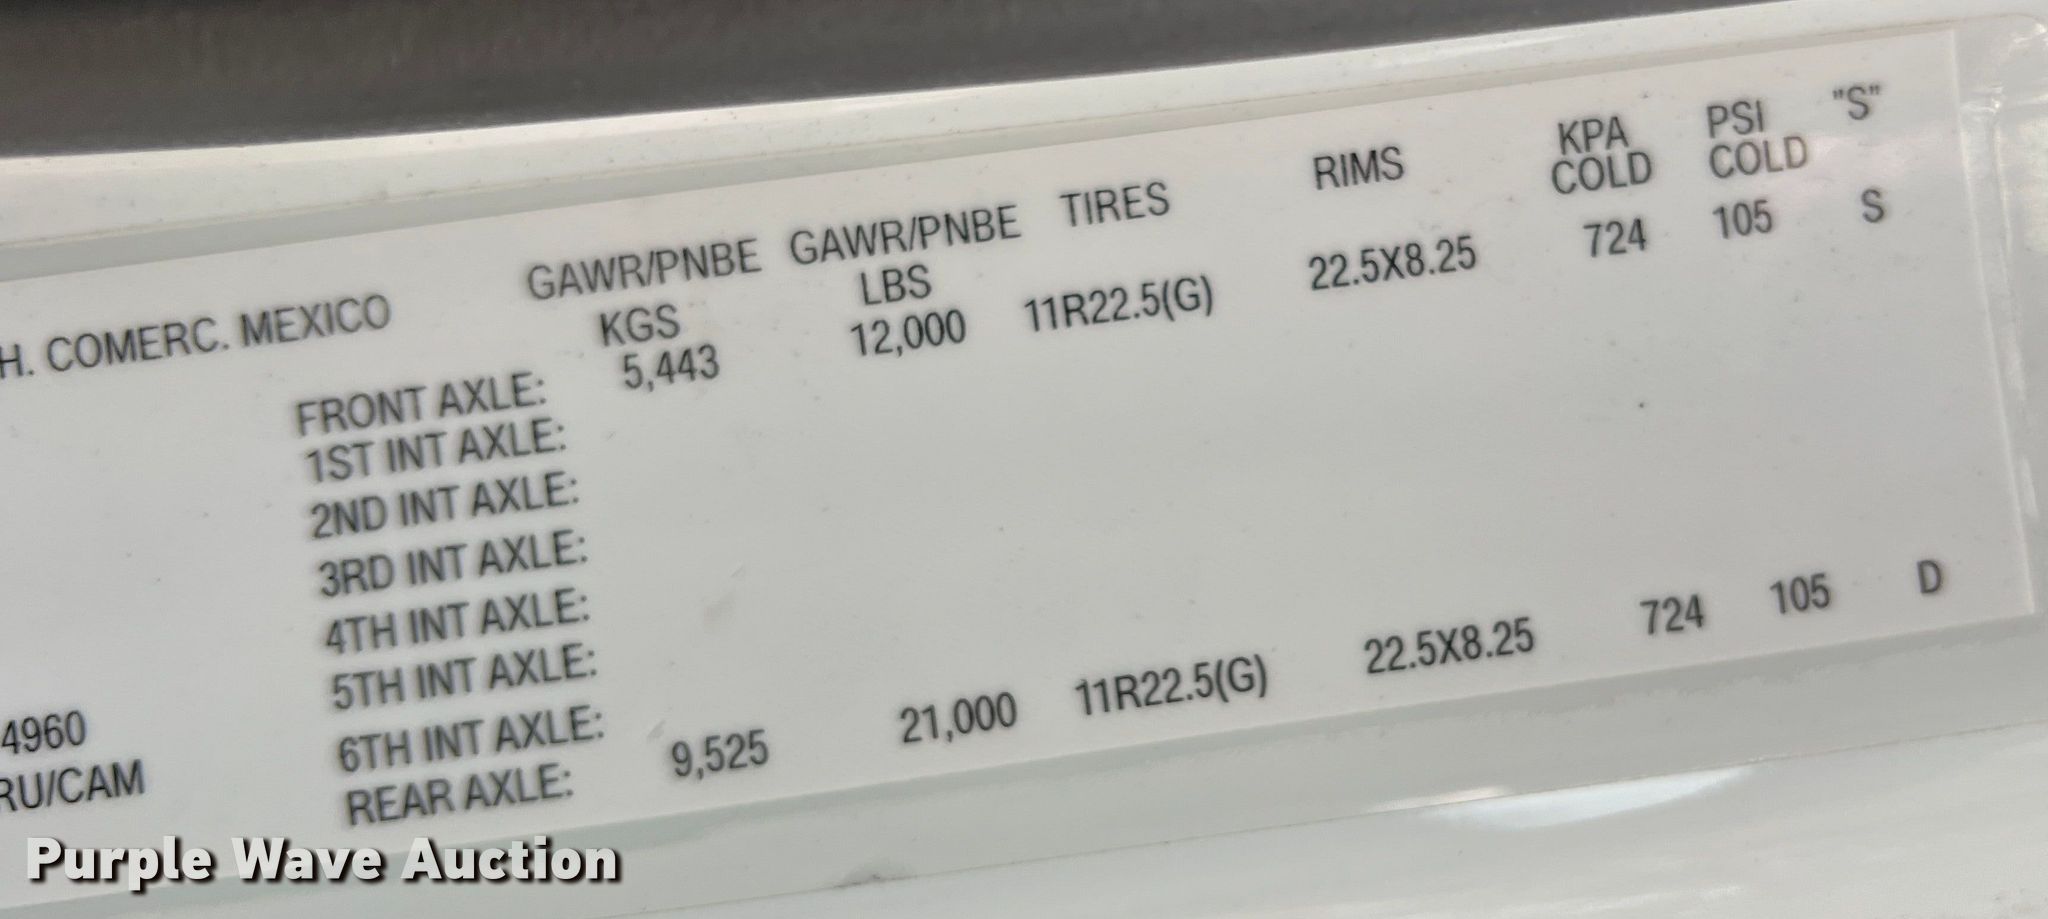 H. COMERC. MEXICO GAWR/PNBE KGS GAWR/PNBE LBS TIRES RIMS KPA COLD PSI COLD "S"
FRONT AXLE: 5,443 12,000 11R22.5(G) 22.5X8.25 724 105 S
1ST INT AXLE:
2ND INT AXLE:
3RD INT AXLE:
4TH INT AXLE:
5TH INT AXLE:
4960 6TH INT AXLE:
RU/CAM REAR AXLE: 9,525 21,000 11R22.5(G) 22.5X8.25 724 105 D
Purple Wave Auction